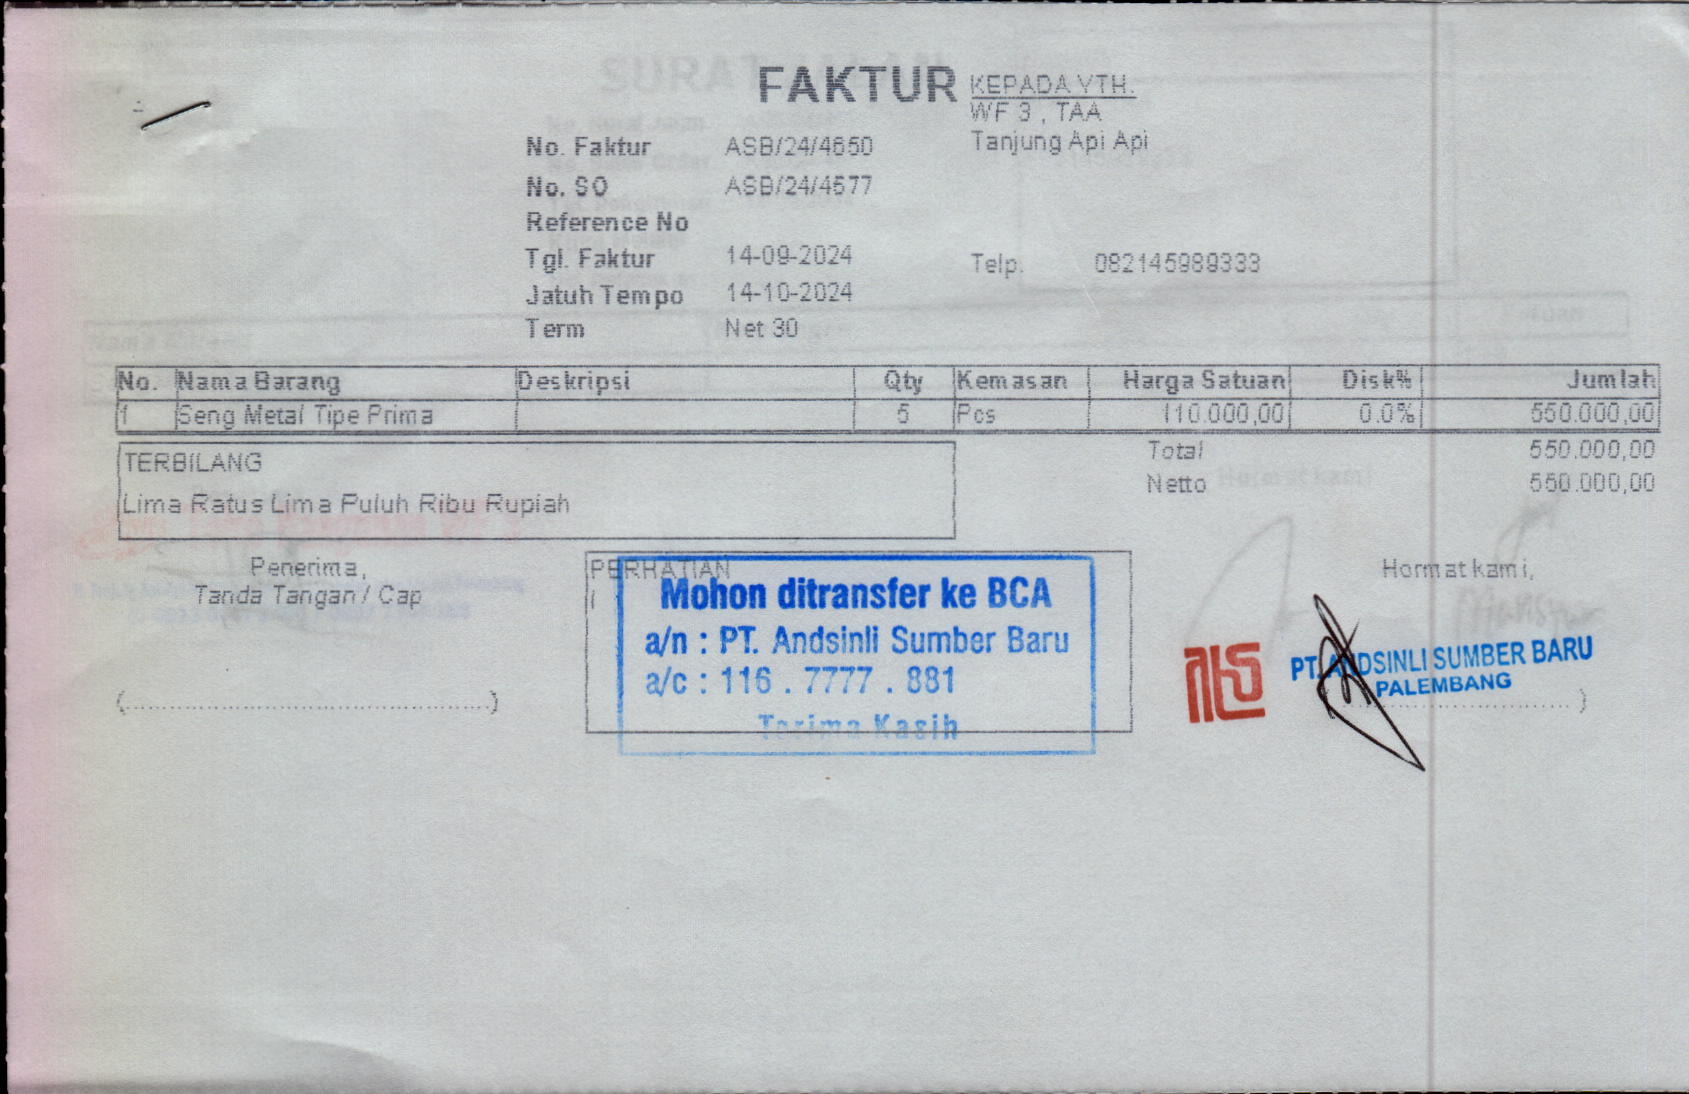 FAKTUR
KEPADA YTH.
WF 3 , TAA
Tanjung Api Api
No. Faktur ASB/24/4650
No. SO ASB/24/4577
Reference No
Tgl. Faktur 14-09-2024
Telp. 082145989333
Jatuh Tempo 14-10-2024
Term Net 30
No. Nama Barang Deskripsi Qty Kemasan Harga Satuan Disk% Jumlah
1 Seng Metal Tipe Prima 5 Pcs 110.000,00 0.0% 550.000,00
Total 550.000,00
Netto 550.000,00
TERBILANG
Lima Ratus Lima Puluh Ribu Rupiah
Penerima,
Tanda Tangan / Cap
(............................................)
PERHATIAN
Mohon ditransfer ke BCA
a/n : PT. Andsinli Sumber Baru
a/c : 116 . 7777 . 881
Terima Kasih
Hormat kami,
PT. ANDSINLI SUMBER BARU
PALEMBANG